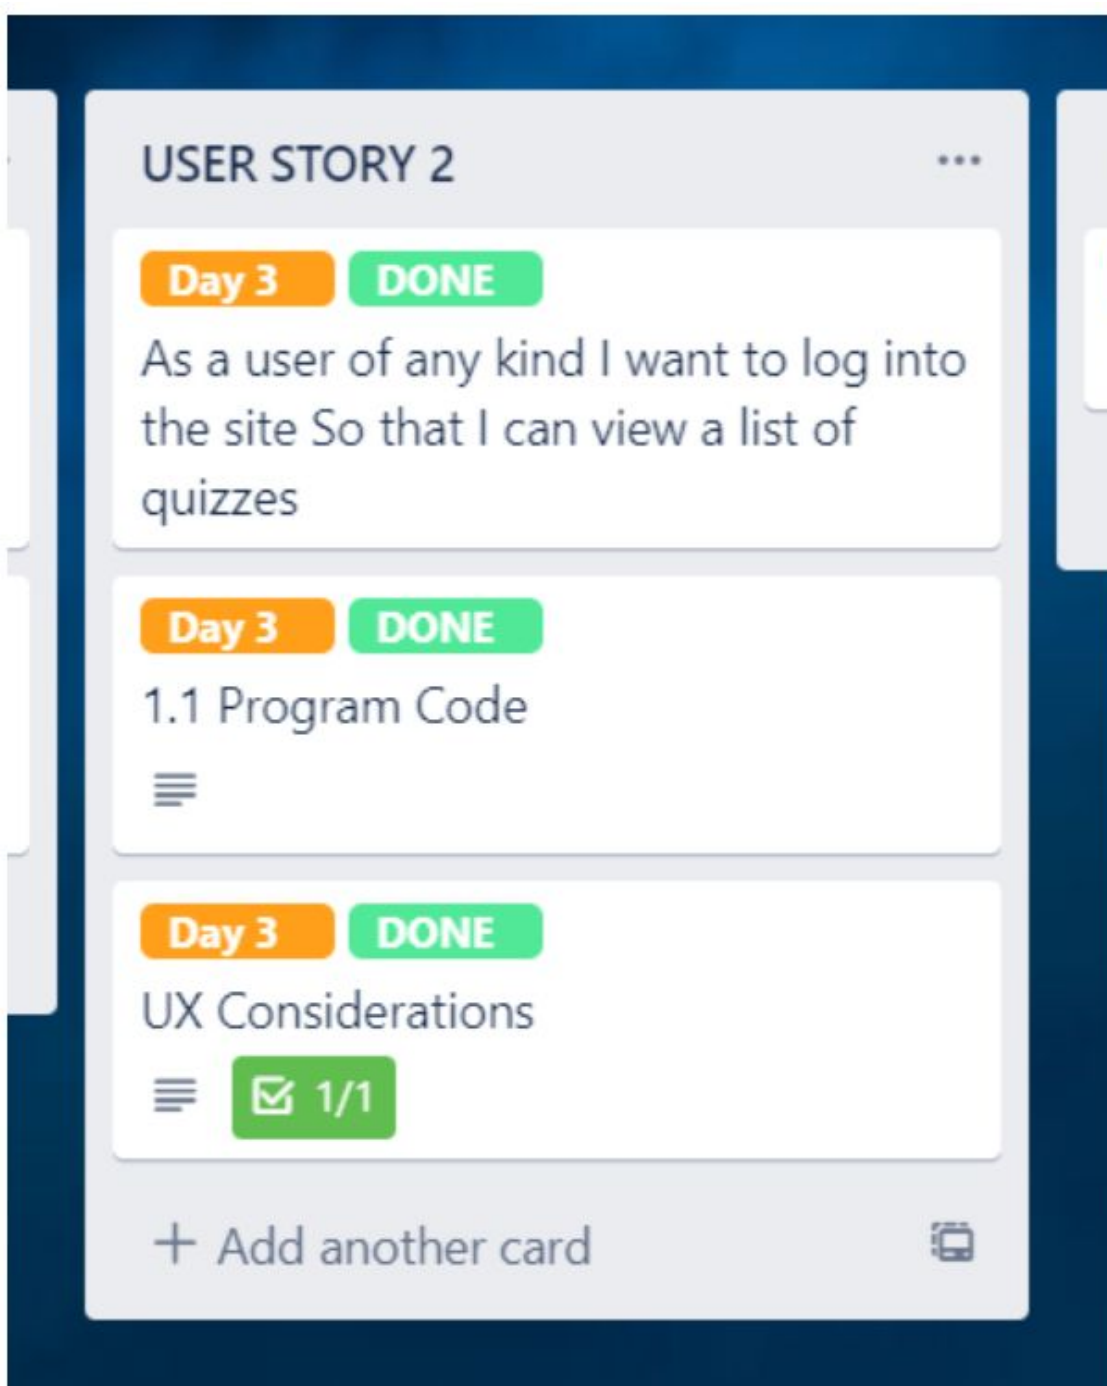 USER STORY 2
Day 3 DONE
As a user of any kind I want to log into
the site So that I can view a list of
quizzes
Day 3 DONE
1.1 Program Code
Day 3 DONE
UX Considerations
1/1
+ Add another card